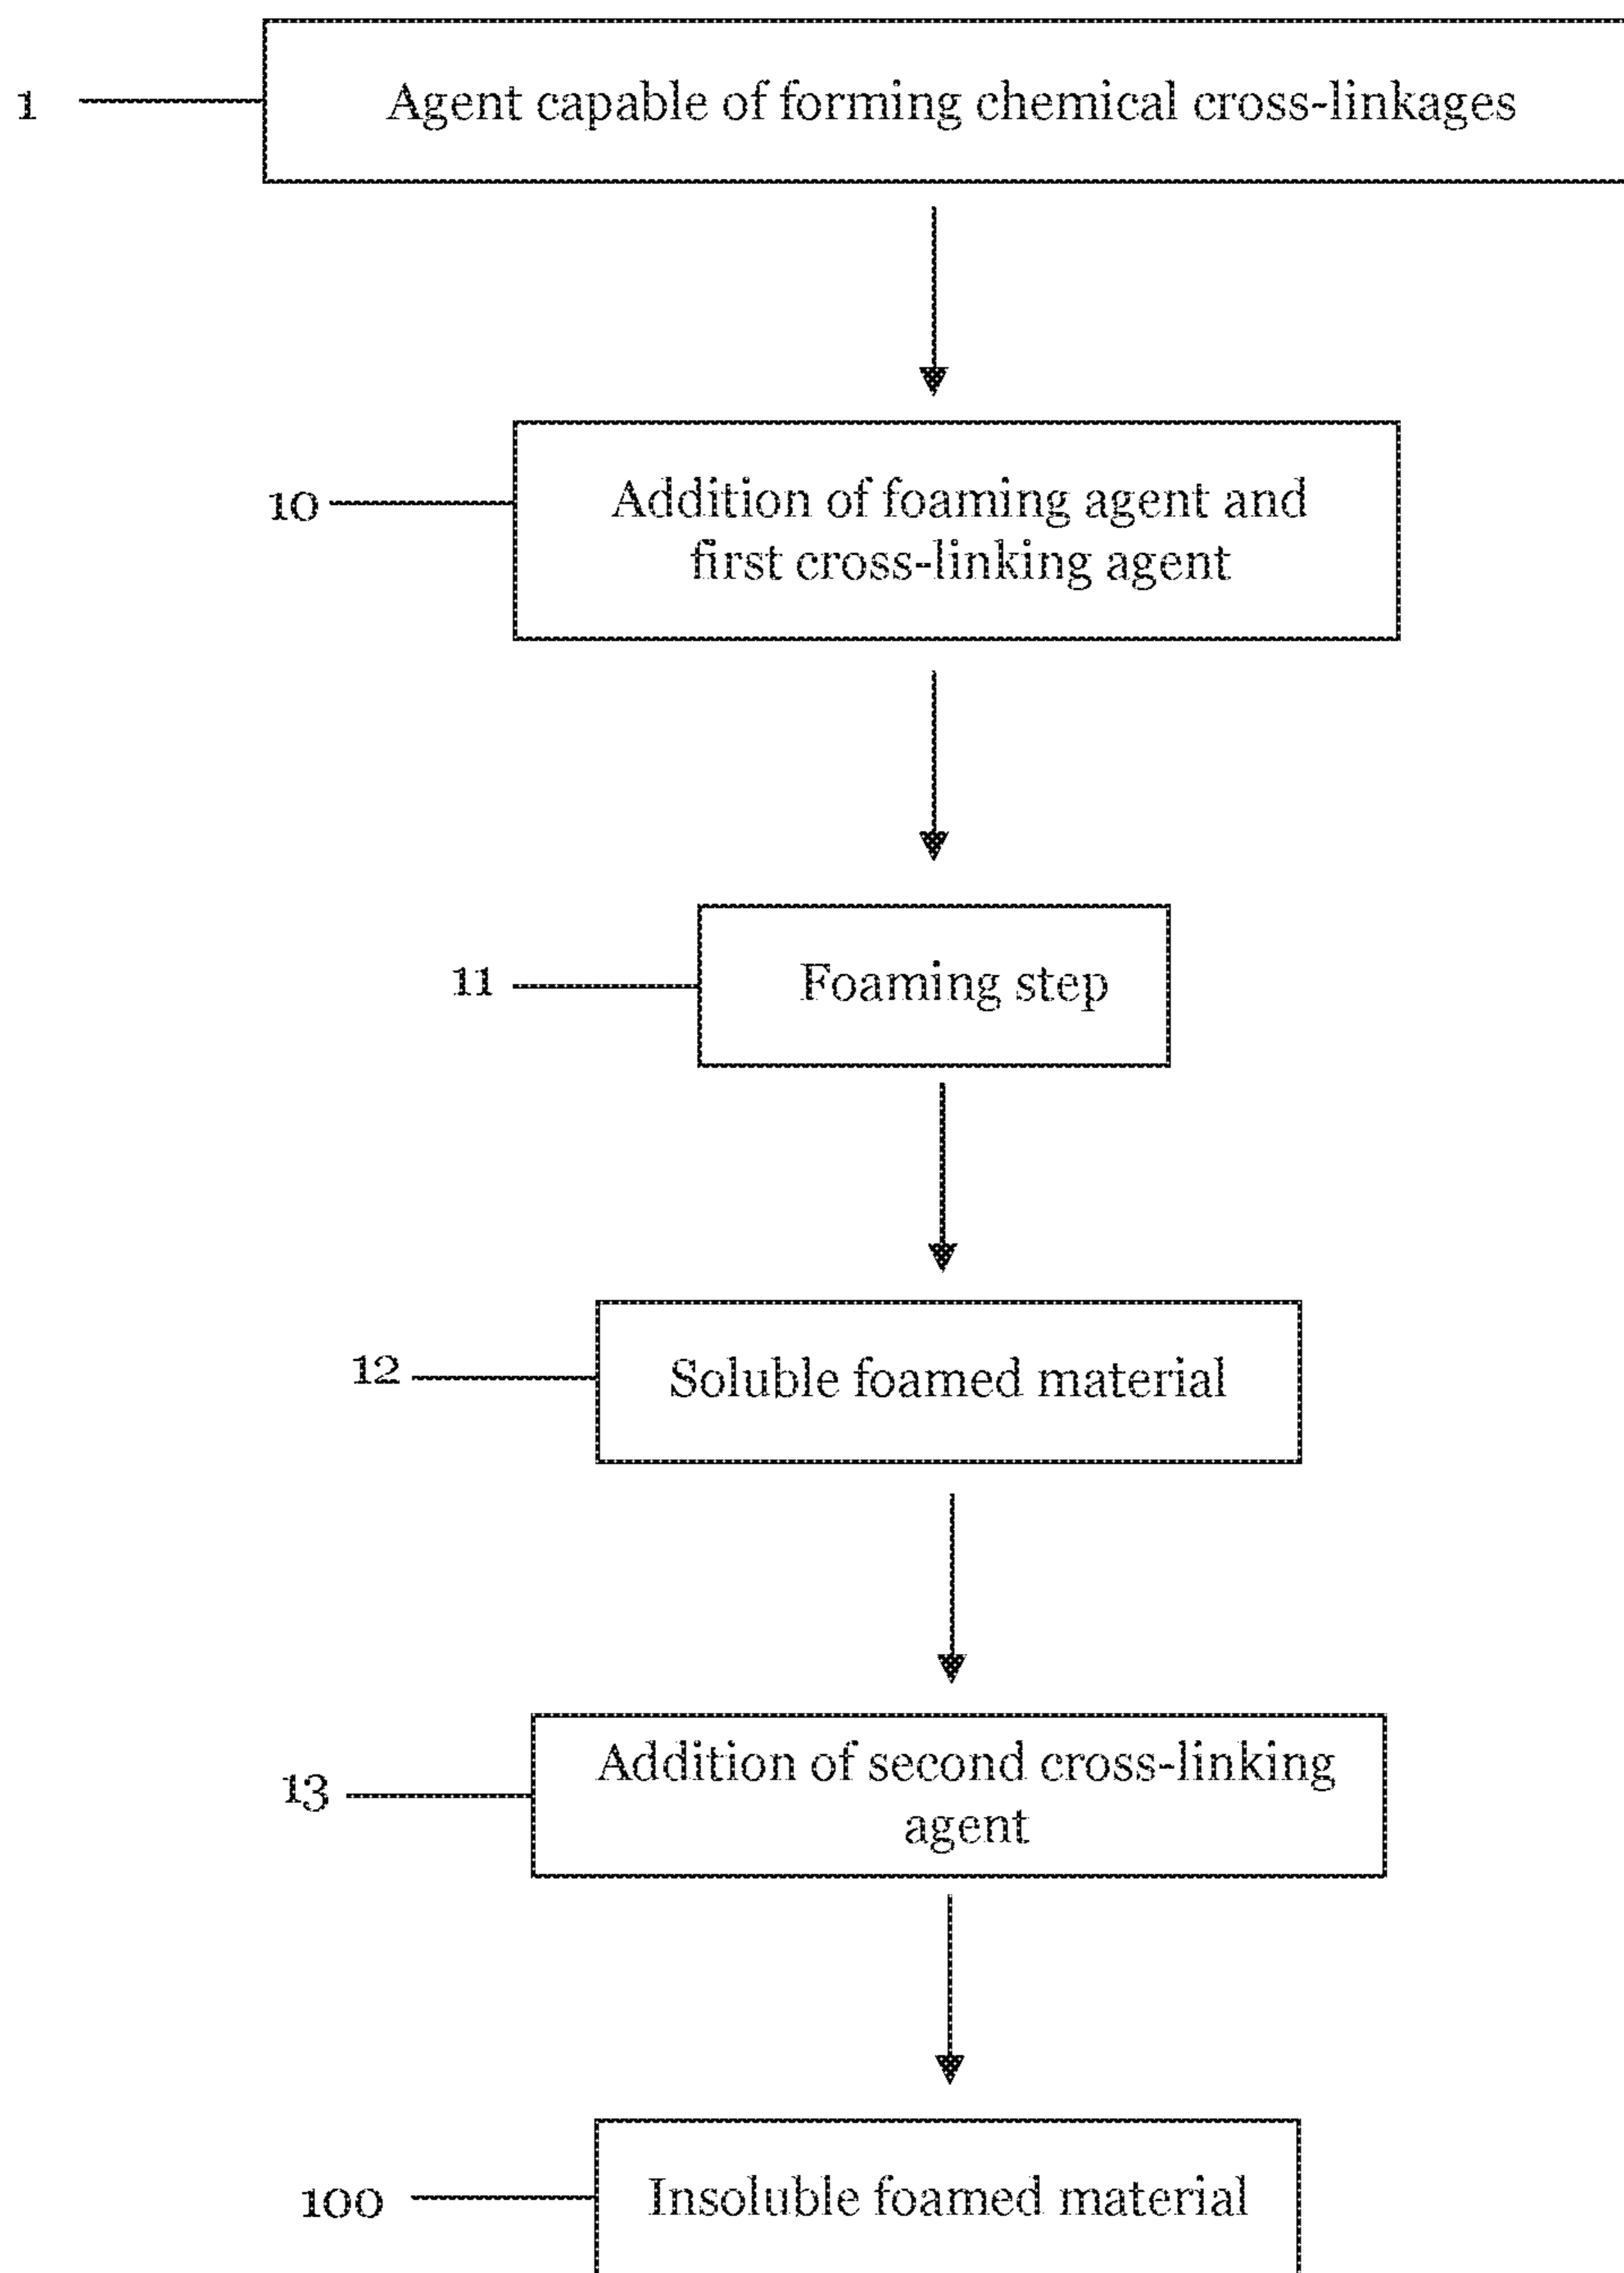 1 Agent capable of forming chemical cross-linkages
10 Addition of foaming agent and
first cross-linking agent
11 Foaming step
12 Soluble foamed material
13 Addition of second cross-linking
agent
100 Insoluble foamed material